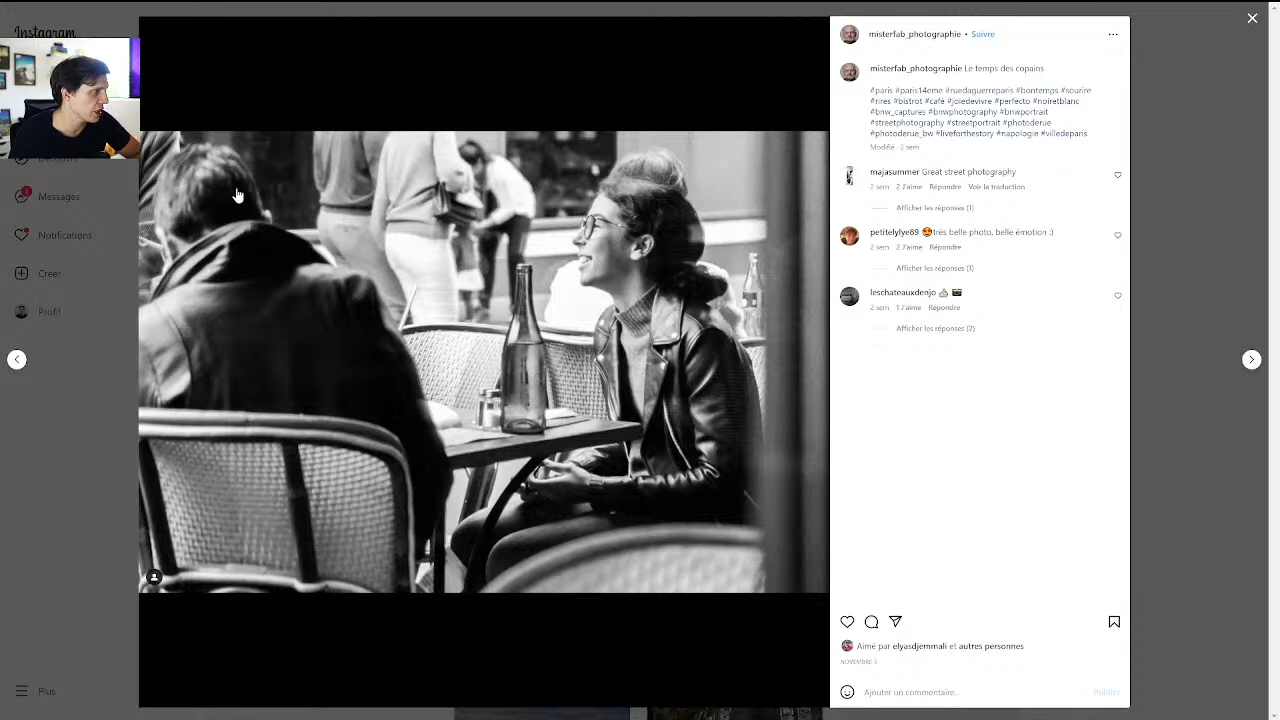 Instagram
Découvrir
Messages
Notifications
Créer
Profil
Plus
misterfab_photographie • Suivre
misterfab_photographie Le temps des copains
#paris #paris14eme #ruedaguerreparis #bontemps #sourire
#rires #bistrot #café #joiedevivre #perfecto #noiretblanc
#bnw_captures #bnwphotography #bnwportrait
#streetphotography #streetportrait #photoderue
#photoderue_bw #liveforthestory #napologie #villedeparis
Modifié · 2 sem
majasummer Great street photography
2 sem 2 J'aime Répondre Voir la traduction
Afficher les réponses (1)
petitelylye89 😍très belle photo, belle émotion :)
2 sem 2 J'aime Répondre
Afficher les réponses (1)
leschateauxdenjo 👍🏻 📷
2 sem 1 J'aime Répondre
Afficher les réponses (2)
Aimé par elyasdjemmali et autres personnes
NOVEMBRE 5
Ajouter un commentaire…
Publier